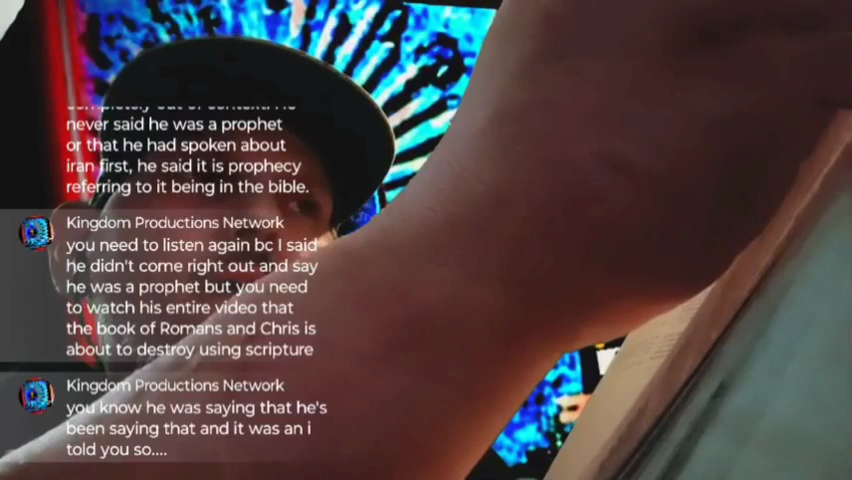 never said he was a prophet
or that he had spoken about
iran first, he said it is prophecy
referring to it being in the bible.
Kingdom Productions Network
you need to listen again bc I said
he didn't come right out and say
he was a prophet but you need
to watch his entire video that
the book of Romans and Chris is
about to destroy using scripture
Kingdom Productions Network
you know he was saying that he's
been saying that and it was an i
told you so....